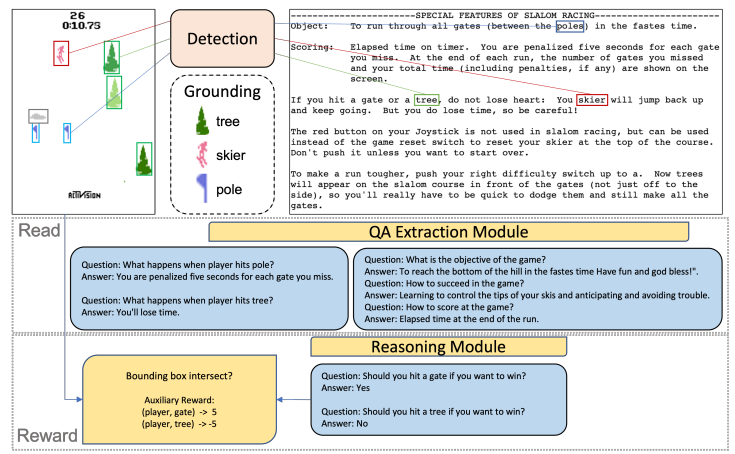 26
0:10.75
ACTIVISION
Detection
Grounding
tree
skier
pole
SPECIAL FEATURES OF SLALOM RACING
Object: To run through all gates (between the poles) in the fastes time.
Scoring: Elapsed time on timer. You are penalized five seconds for each gate
you miss. At the end of each run, the number of gates you missed
and your total time (including penalties, if any) are shown on the
screen.
If you hit a gate or a tree, do not lose heart: You skier will jump back up
and keep going. But you do lose time, so be careful!
The red button on your Joystick is not used in slalom racing, but can be used
instead of the game reset switch to reset your skier at the top of the course.
Don't push it unless you want to start over.
To make a run tougher, push your right difficulty switch up to a. Now trees
will appear on the slalom course in front of the gates (not just off to the
side), so you'll really have to be quick to dodge them and still make all the
gates.
Read
QA Extraction Module
Question: What happens when player hits pole?
Answer: You are penalized five seconds for each gate you miss.
Question: What happens when player hits tree?
Answer: You'll lose time.
Question: What is the objective of the game?
Answer: To reach the bottom of the hill in the fastes time Have fun and god bless!".
Question: How to succeed in the game?
Answer: Learning to control the tips of your skis and anticipating and avoiding trouble.
Question: How to score at the game?
Answer: Elapsed time at the end of the run.
Reasoning Module
Bounding box intersect?
Auxiliary Reward:
(player, gate) -> 5
(player, tree) -> -5
Question: Should you hit a gate if you want to win?
Answer: Yes
Question: Should you hit a tree if you want to win?
Answer: No
Reward